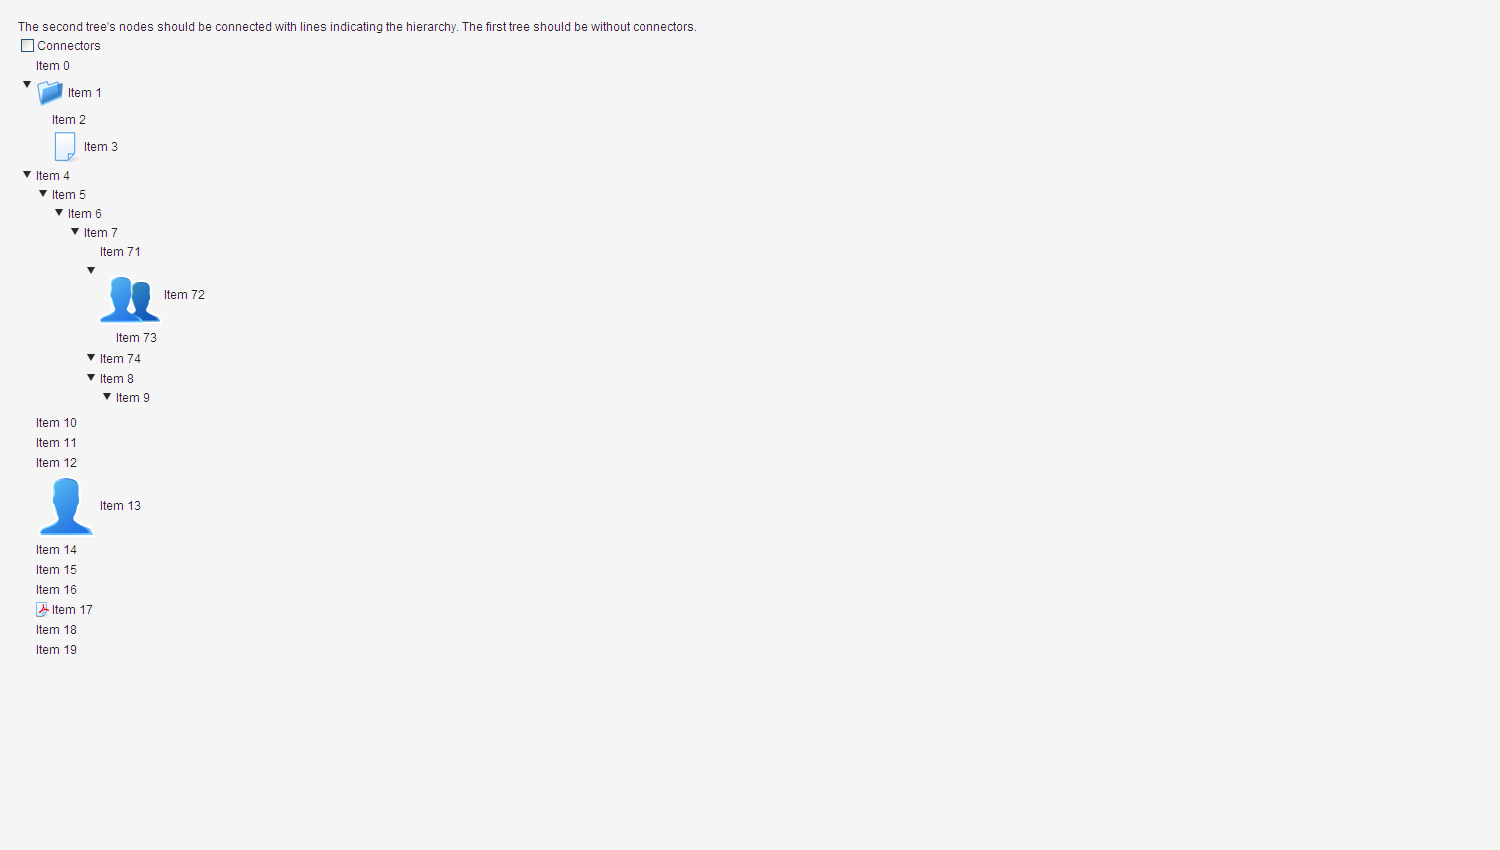 The second tree's nodes should be connected with lines indicating the hierarchy. The first tree should be without connectors.
Connectors
Item 0
Item 1
Item 2
Item 3
Item 4
Item 5
Item 6
Item 7
Item 71
Item 72
Item 73
Item 74
Item 8
Item 9
Item 10
Item 11
Item 12
Item 13
Item 14
Item 15
Item 16
Item 17
Item 18
Item 19